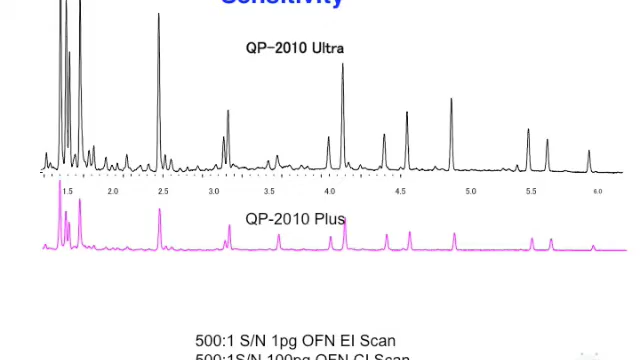 Sensitivity
QP-2010 Ultra
1.5 2.0 2.5 3.0 3.5 4.0 4.5 5.0 5.5 6.0
QP-2010 Plus
500:1 S/N 1pg OFN EI Scan
500:1S/N 100pg OFN CI Scan